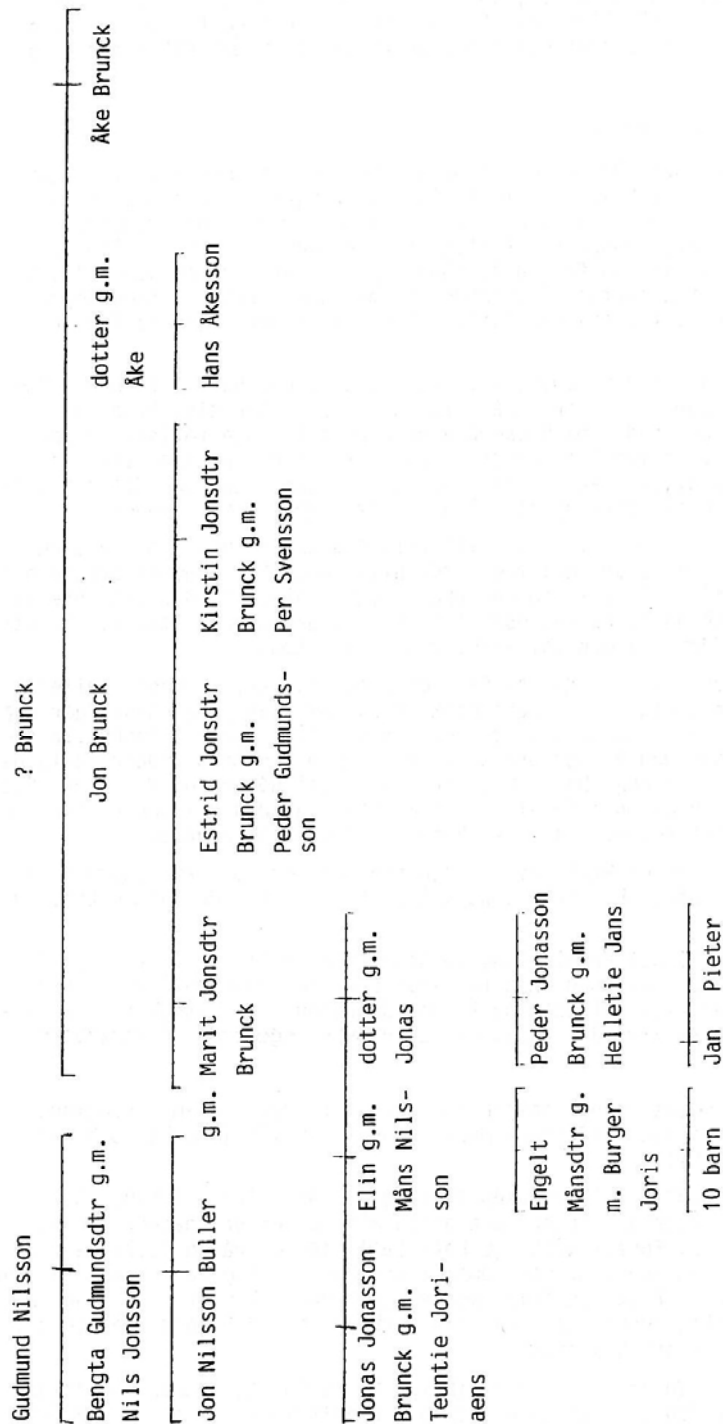 Gudmund Nilsson
? Brunck
Bengta Gudmundsdtr g.m.
Nils Jonsson
Jon Brunck
dotter g.m.
Åke
Åke Brunck
Jon Nilsson Buller
g.m.
Marit Jonsdtr
Brunck
Estrid Jonsdtr
Brunck g.m.
Peder Gudmunds-
son
Kirstin Jonsdtr
Brunck g.m.
Per Svensson
Hans Åkesson
Jonas Jonasson
Brunck g.m.
Teuntie Jori-
aens
Elin g.m.
Måns Nils-
son
dotter g.m.
Jonas
Engelt
Månsdtr g.
m. Burger
Joris
Peder Jonasson
Brunck g.m.
Helletie Jans
10 barn
Jan
Pieter